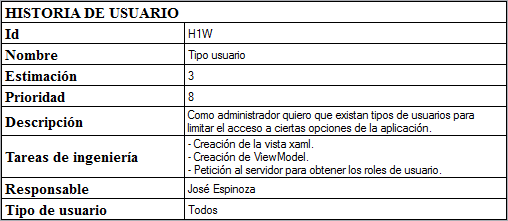 HISTORIA DE USUARIO
Id H1W
Nombre Tipo usuario
Estimación 3
Prioridad 8
Descripción Como administrador quiero que existan tipos de usuarios para
limitar el acceso a ciertas opciones de la aplicación.
Tareas de ingeniería - Creación de la vista xaml.
- Creación de ViewModel.
- Petición al servidor para obtener los roles de usuario.
Responsable José Espinoza
Tipo de usuario Todos